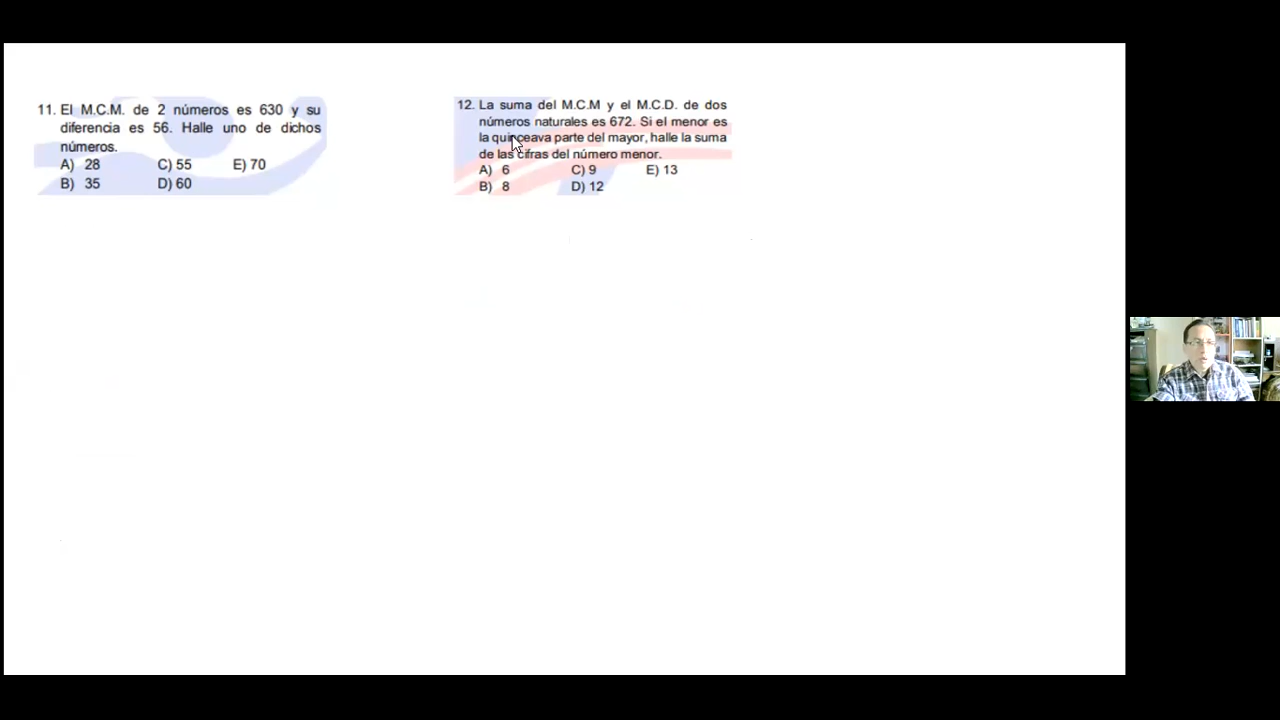 11. El M.C.M. de 2 números es 630 y su
diferencia es 56. Halle uno de dichos
números.
A) 28 C) 55 E) 70
B) 35 D) 60
12. La suma del M.C.M y el M.C.D. de dos
números naturales es 672. Si el menor es
la quinceava parte del mayor, halle la suma
de las cifras del número menor.
A) 6 C) 9 E) 13
B) 8 D) 12